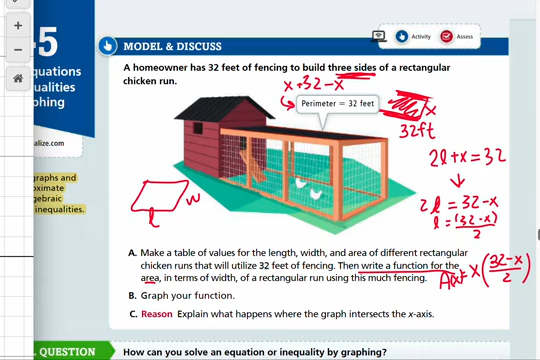 -5
MODEL & DISCUSS
Activity
Assess
quations
qualities
phing
A homeowner has 32 feet of fencing to build three sides of a rectangular
chicken run.
x+32-x
Perimeter = 32 feet
x
32ft
2l+x=32
2l=32-x
l=(32-x)/2
alize.com
graphs and
oximate
gebraic
inequalities.
w
l
A. Make a table of values for the length, width, and area of different rectangular
chicken runs that will utilize 32 feet of fencing. Then write a function for the
area, in terms of width, of a rectangular run using this much fencing.
x(32-x/2)
B. Graph your function.
C. Reason Explain what happens where the graph intersects the x-axis.
L QUESTION
How can you solve an equation or inequality by graphing?